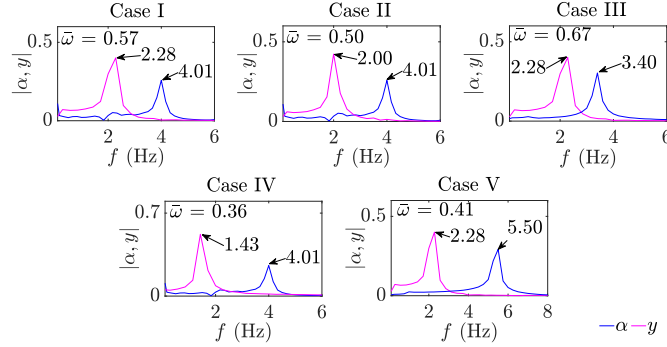 Case I
Case II
Case III
0.5
ω̄ = 0.57
2.28
4.01
|α, y|
0
2 4 6
f (Hz)
0.5
ω̄ = 0.50
2.00
4.01
|α, y|
0
2 4 6
f (Hz)
0.5
ω̄ = 0.67
2.28
3.40
|α, y|
0
2 4 6
f (Hz)
Case IV
Case V
0.7
ω̄ = 0.36
1.43
4.01
|α, y|
0
2 4 6
f (Hz)
0.5
ω̄ = 0.41
2.28
5.50
|α, y|
0
2 4 6 8
f (Hz)
α y